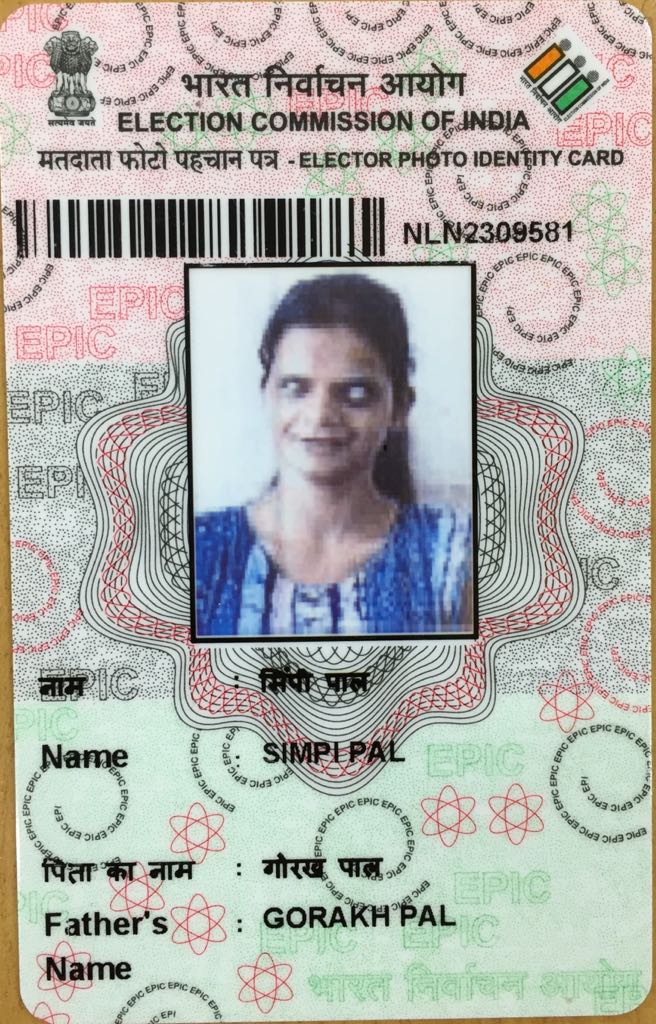 सत्यमेव जयते
भारत निर्वाचन आयोग
ELECTION COMMISSION OF INDIA
मतदाता फोटो पहचान पत्र - ELECTOR PHOTO IDENTITY CARD
NLN2309581
नाम : सिंपी पाल
Name : SIMPI PAL
पिता का नाम : गोरख पाल
Father's : GORAKH PAL
Name
भारत निर्वाचन आयोग